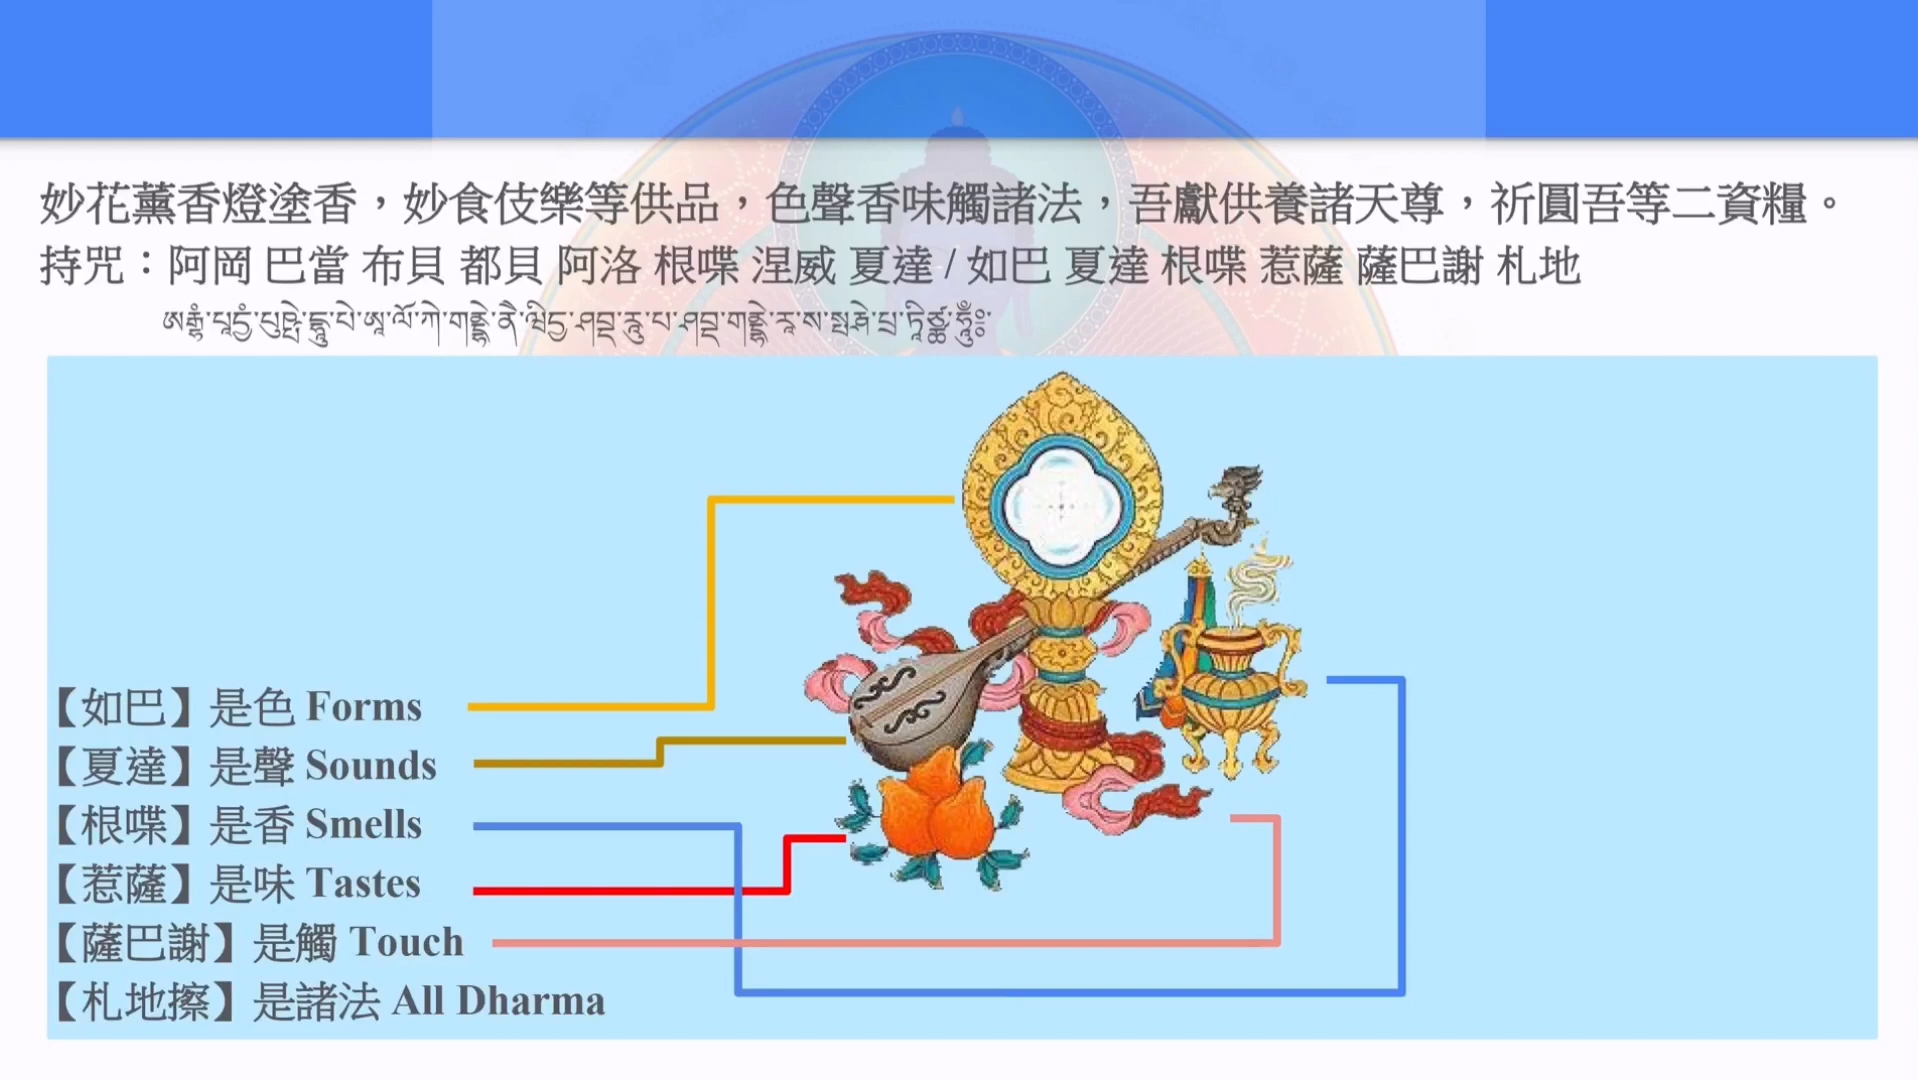 妙花薰香燈塗香，妙食伎樂等供品，色聲香味觸諸法，吾獻供養諸天尊，祈圓吾等二資糧。
持咒：阿岡 巴當 布貝 都貝 阿洛 根喋 涅威 夏達 / 如巴 夏達 根喋 惹薩 薩巴謝 札地
【如巴】是色 Forms
【夏達】是聲 Sounds
【根喋】是香 Smells
【惹薩】是味 Tastes
【薩巴謝】是觸 Touch
【札地擦】是諸法 All Dharma